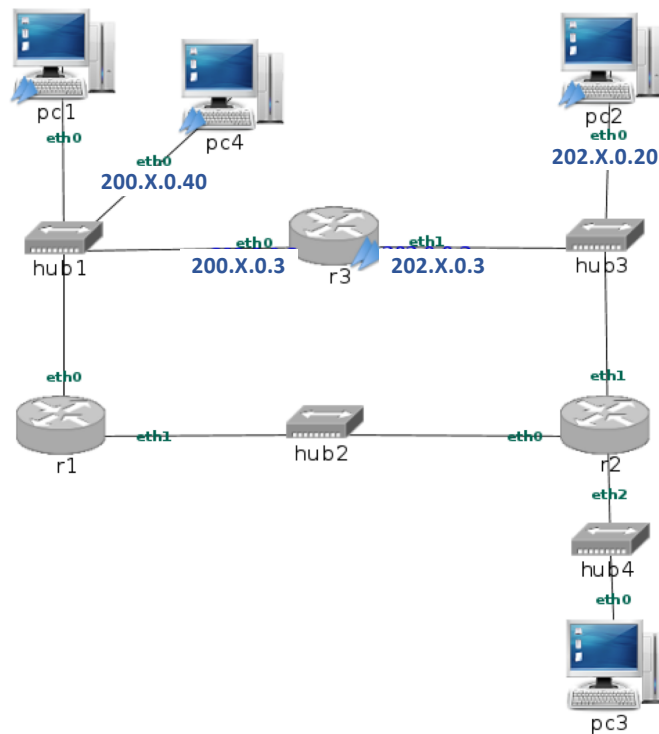 pc1
eth0
pc4
eth0
200.X.0.40
pc2
eth0
202.X.0.20
hub1
eth0
200.X.0.3
r3
eth1
202.X.0.3
hub3
eth0
r1
eth1
hub2
eth0
eth1
r2
eth2
hub4
eth0
pc3